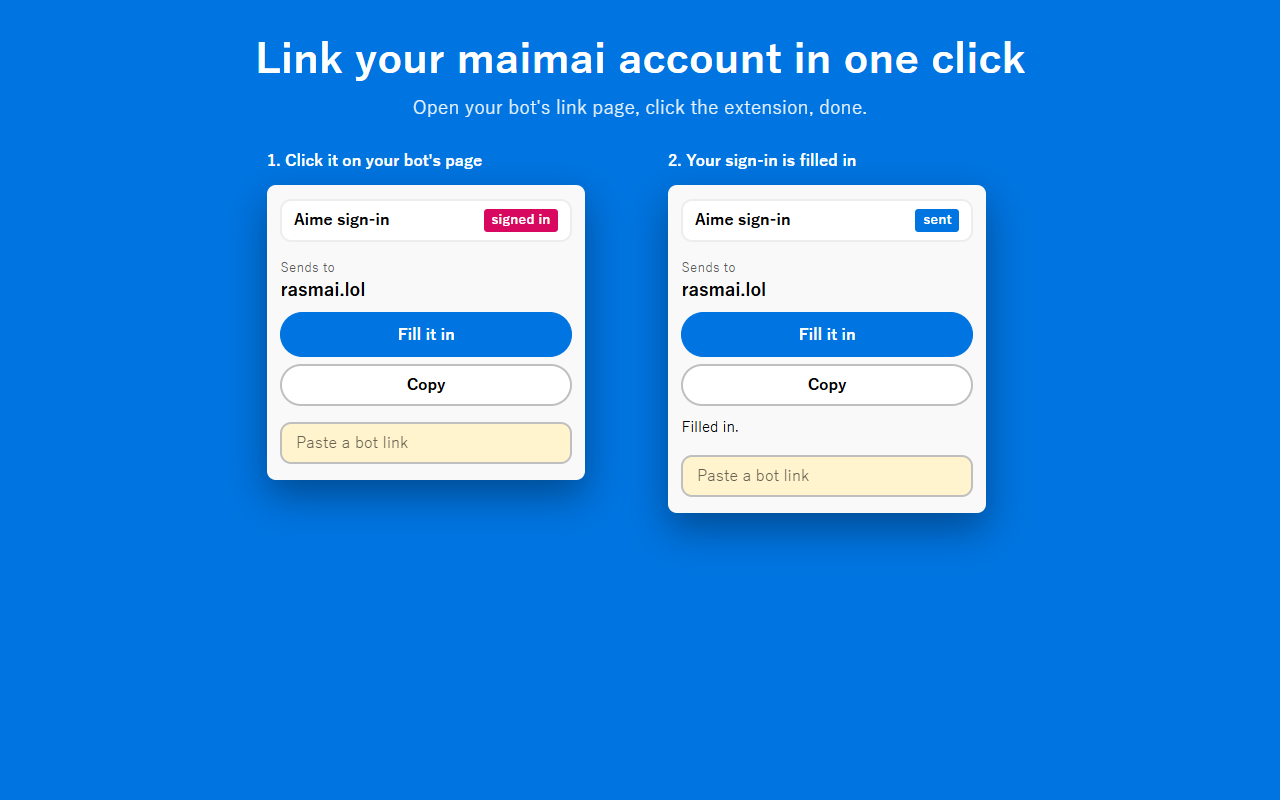 Link your maimai account in one click
Open your bot's link page, click the extension, done.
1. Click it on your bot's page
Aime sign-in
signed in
Sends to
rasmai.lol
Fill it in
Copy
Paste a bot link
2. Your sign-in is filled in
Aime sign-in
sent
Sends to
rasmai.lol
Fill it in
Copy
Filled in.
Paste a bot link